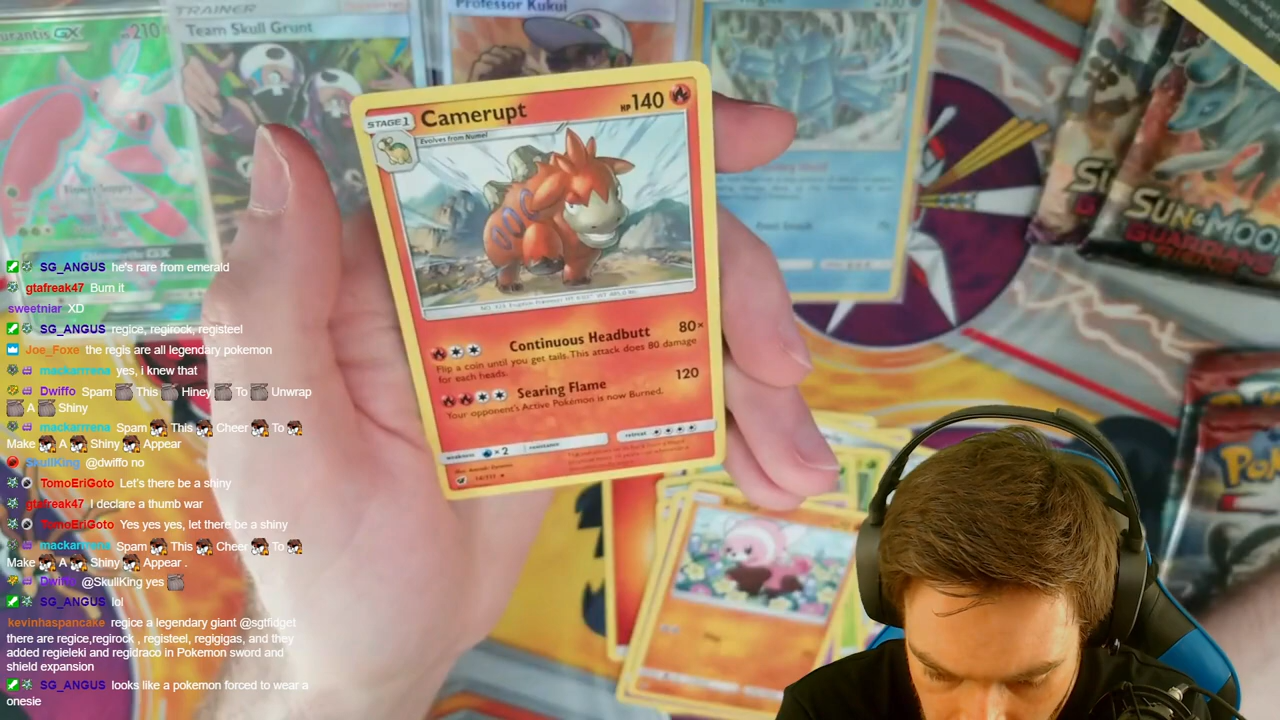 TRAINER
Team Skull Grunt
Professor Kukui
urantis GX
210
STAGE 1
Camerupt
HP 140
Evolves from Numel
Continuous Headbutt
80×
Flip a coin until you get tails. This attack does 80 damage
for each heads.
Searing Flame
120
Your opponent's Active Pokémon is now Burned.
weakness
×2
resistance
retreat
SUN & MOO
GUARDIANS
SG_ANGUS he's rare from emerald
gtafreak47 Burn it
sweetniar XD
SG_ANGUS regice, regirock, registeel
Joe_Foxe the regis are all legendary pokemon
mackarrrena yes, i knew that
Dwiffo Spam This Hiney To Unwrap
A Shiny
mackarrrena Spam This Cheer To
Make A Shiny Appear
SkullKing @dwiffo no
TomoEriGoto Let's there be a shiny
gtafreak47 I declare a thumb war
TomoEriGoto Yes yes yes, let there be a shiny
mackarrrena Spam This Cheer To
Make A Shiny Appear .
Dwiffo @SkullKing yes
SG_ANGUS lol
kevinhaspancake regice a legendary giant @sgtfidget
there are regice,regirock , registeel, regigigas, and they
added regieleki and regidraco in Pokemon sword and
shield expansion
SG_ANGUS looks like a pokemon forced to wear a
onesie